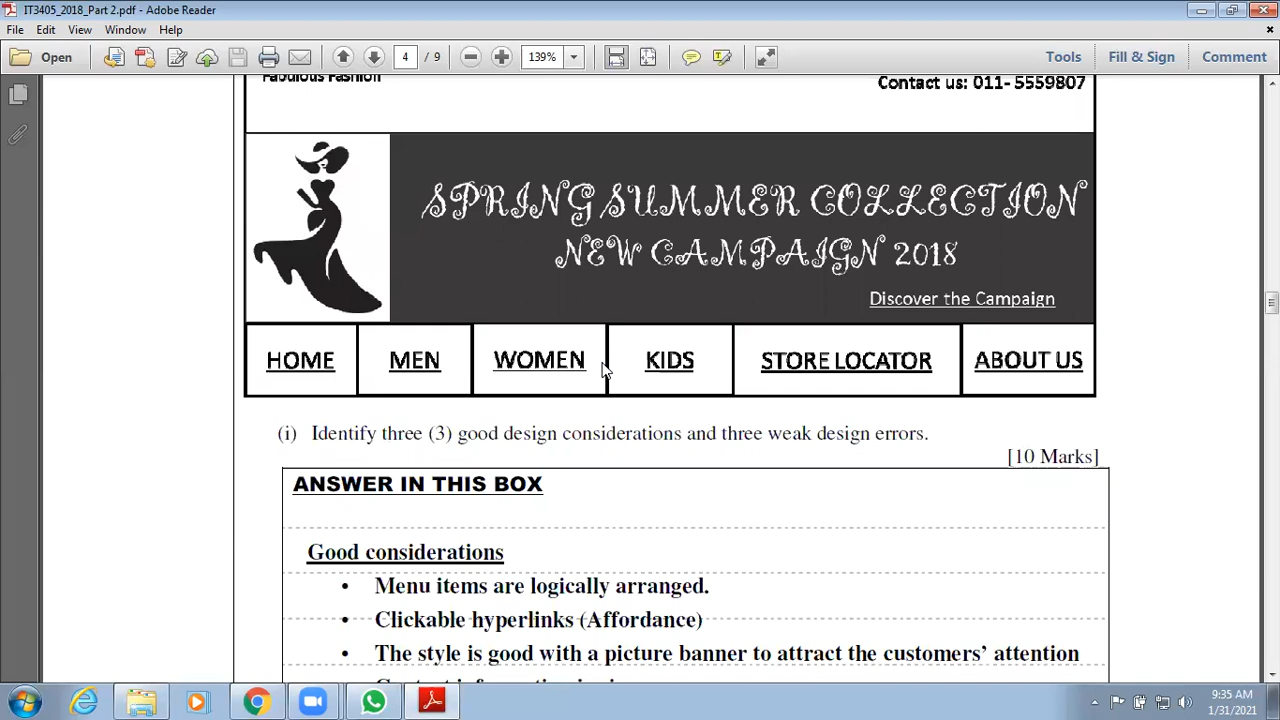 IT3405_2018_Part 2.pdf - Adobe Reader
File Edit View Window Help
Open 4 / 9 139% Tools Fill & Sign Comment
Fabulous Fashion
Contact us: 011- 5559807
SPRING SUMMER COLLECTION
NEW CAMPAIGN 2018
Discover the Campaign
HOME MEN WOMEN KIDS STORE LOCATOR ABOUT US
(i) Identify three (3) good design considerations and three weak design errors.
[10 Marks]
ANSWER IN THIS BOX
Good considerations
• Menu items are logically arranged.
• Clickable hyperlinks (Affordance)
• The style is good with a picture banner to attract the customers’ attention
9:35 AM
1/31/2021